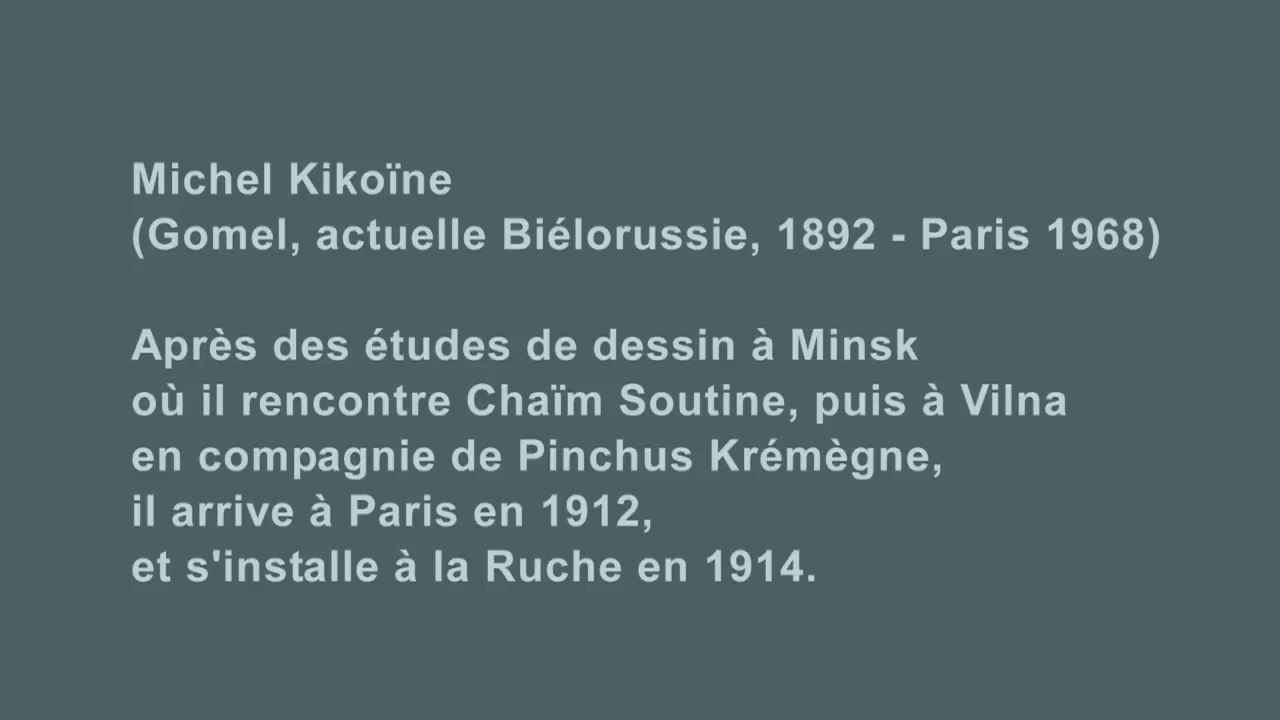 Michel Kikoïne
(Gomel, actuelle Biélorussie, 1892 - Paris 1968)
Après des études de dessin à Minsk
où il rencontre Chaïm Soutine, puis à Vilna
en compagnie de Pinchus Krémègne,
il arrive à Paris en 1912,
et s'installe à la Ruche en 1914.